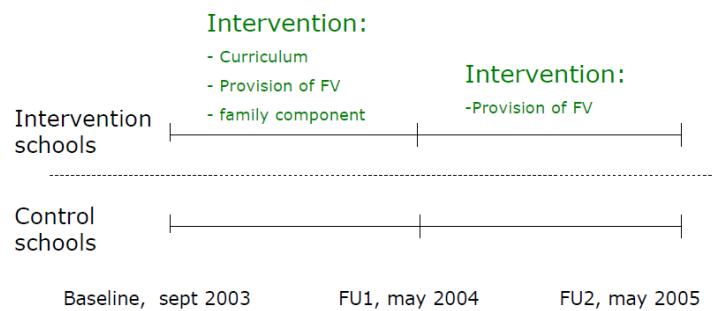 Intervention:
- Curriculum
- Provision of FV
- family component
Intervention:
-Provision of FV
Intervention
schools
Control
schools
Baseline, sept 2003
FU1, may 2004
FU2, may 2005